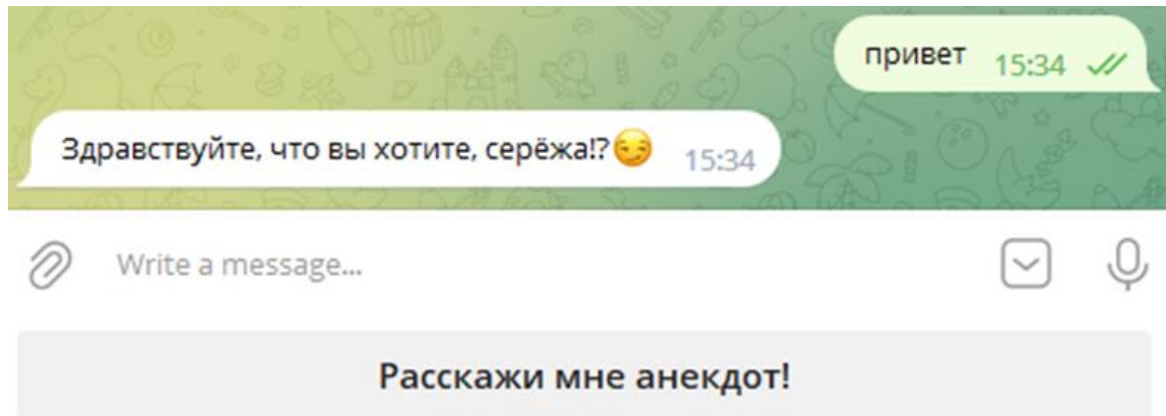 привет 15:34
Здравствуйте, что вы хотите, серёжа!?😏 15:34
Write a message...
Расскажи мне анекдот!